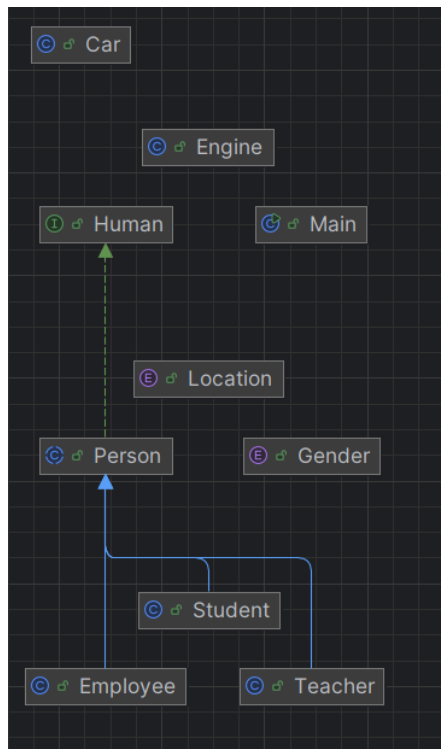 C Car
C Engine
I Human
C Main
E Location
C Person
E Gender
C Student
C Employee
C Teacher